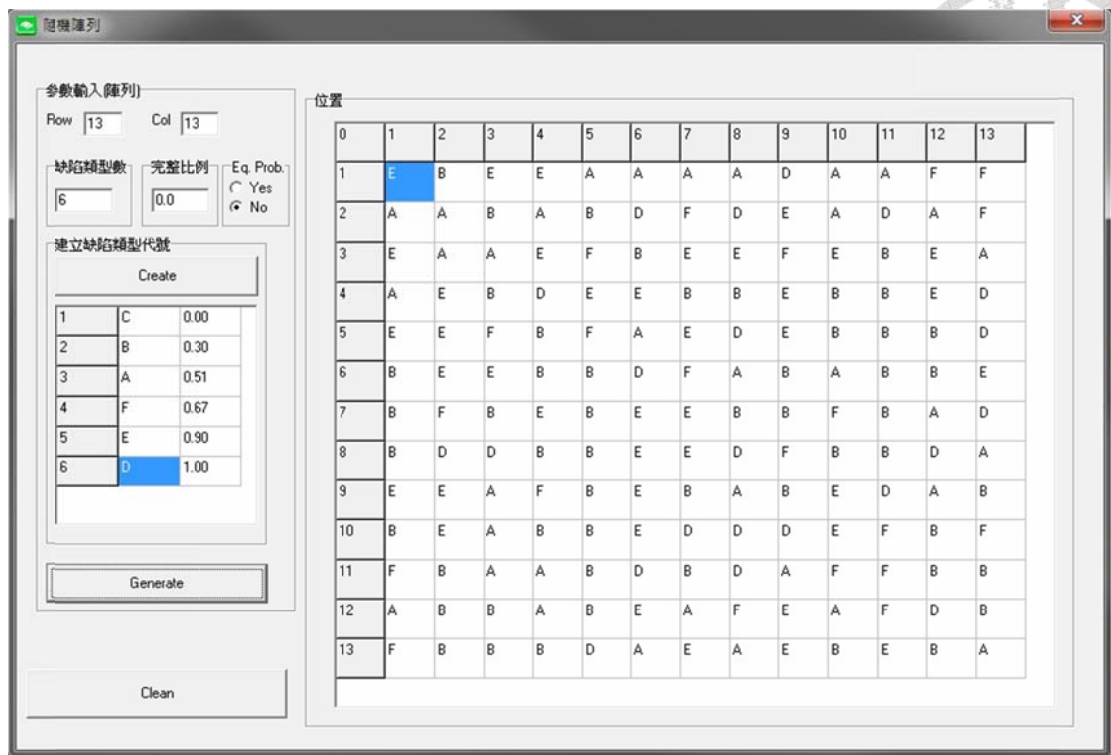 隨機陣列
參數輸入(陣列)
Row 13 Col 13
缺陷類型數 完整比例 Eq. Prob.
6 0.0 Yes
No
建立缺陷類型代號
Create
1 C 0.00
2 B 0.30
3 A 0.51
4 F 0.67
5 E 0.90
6 D 1.00
Generate
Clean
位置
0 1 2 3 4 5 6 7 8 9 10 11 12 13
1 E B E E A A A A D A A F F
2 A A B A B D F D E A D A F
3 E A A E F B E E F E B E A
4 A E B D E E B B E B B E D
5 E E F B F A E D E B B B D
6 B E E B B D F A B A B B E
7 B F B E B E E B B F B A D
8 B D D B B E E D F B B D A
9 E E A F B E B A B E D A B
10 B E A B B E D D D E F B F
11 F B A A B D B D A F F B B
12 A B B A B E A F E A F D B
13 F B B B D A E A E B E B A